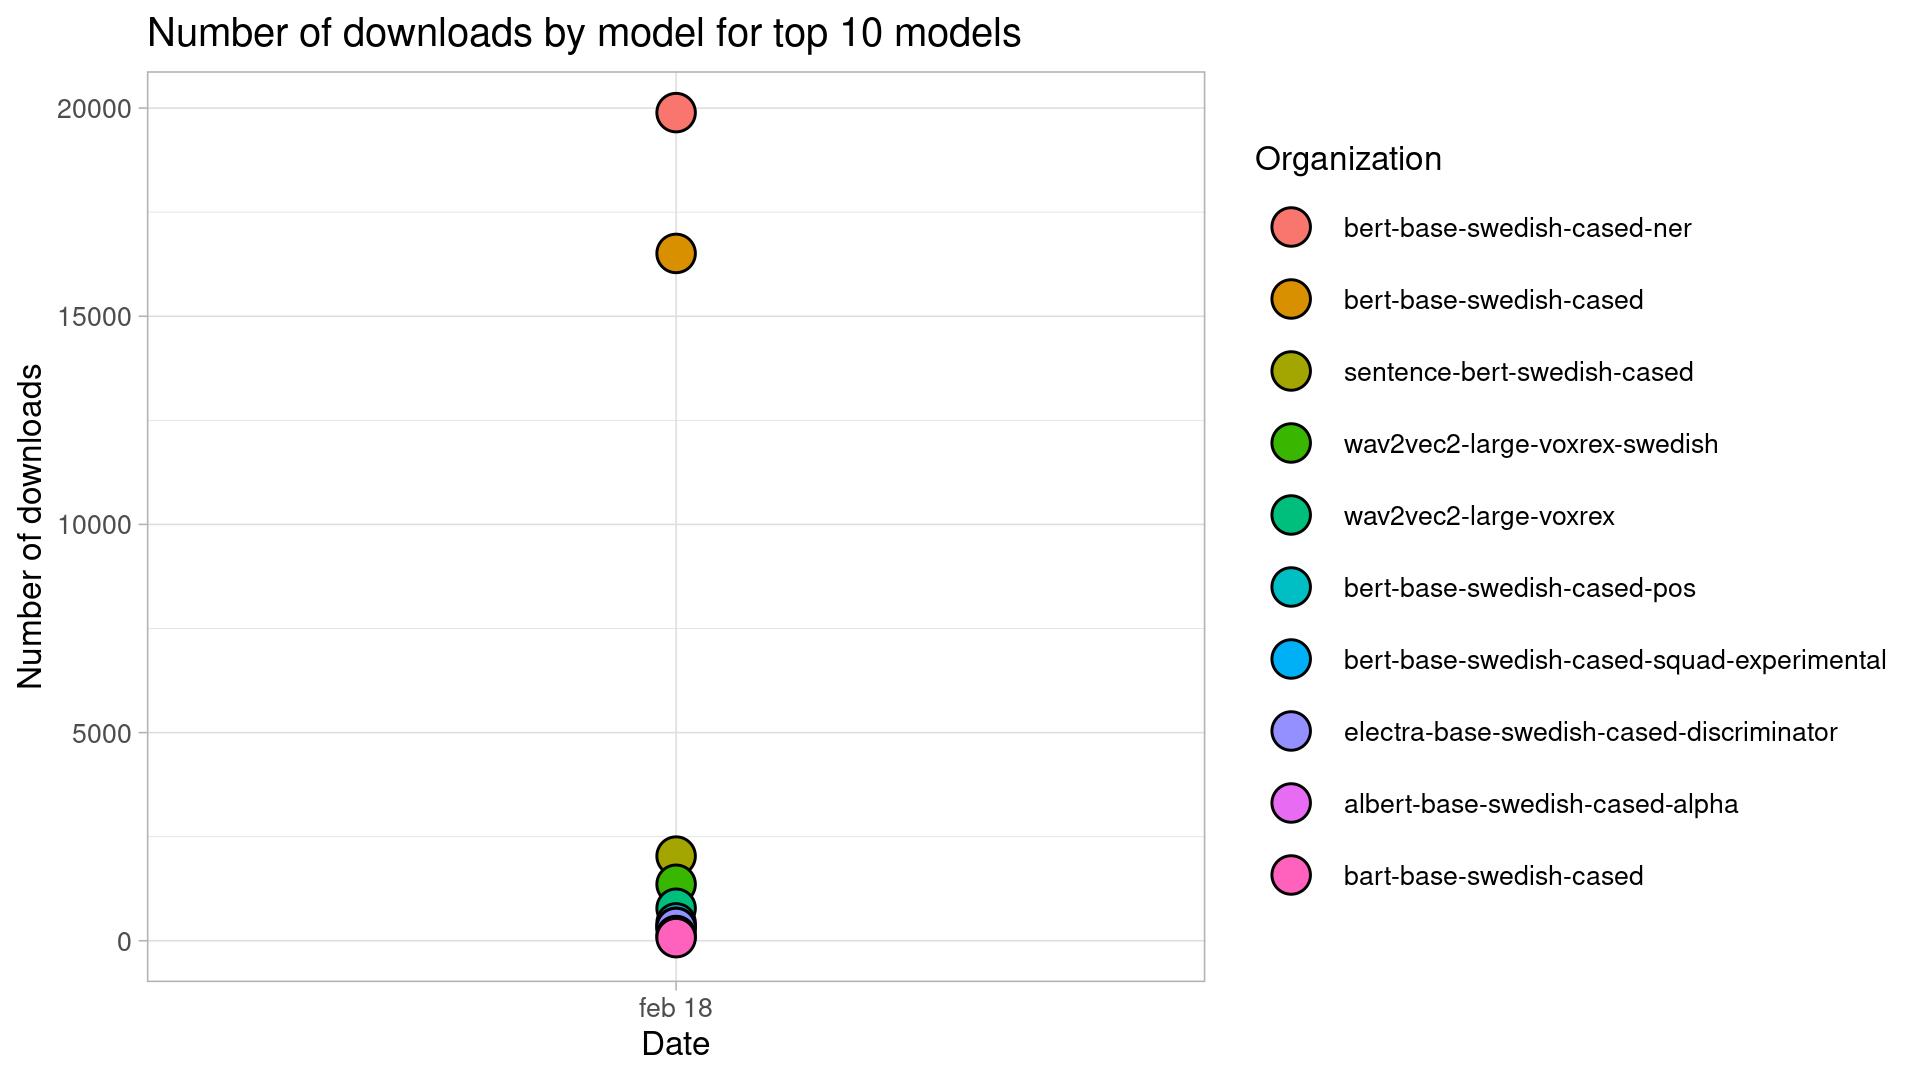 Number of downloads by model for top 10 models
Number of downloads
20000
15000
10000
5000
0
feb 18
Date
Organization
bert-base-swedish-cased-ner
bert-base-swedish-cased
sentence-bert-swedish-cased
wav2vec2-large-voxrex-swedish
wav2vec2-large-voxrex
bert-base-swedish-cased-pos
bert-base-swedish-cased-squad-experimental
electra-base-swedish-cased-discriminator
albert-base-swedish-cased-alpha
bart-base-swedish-cased